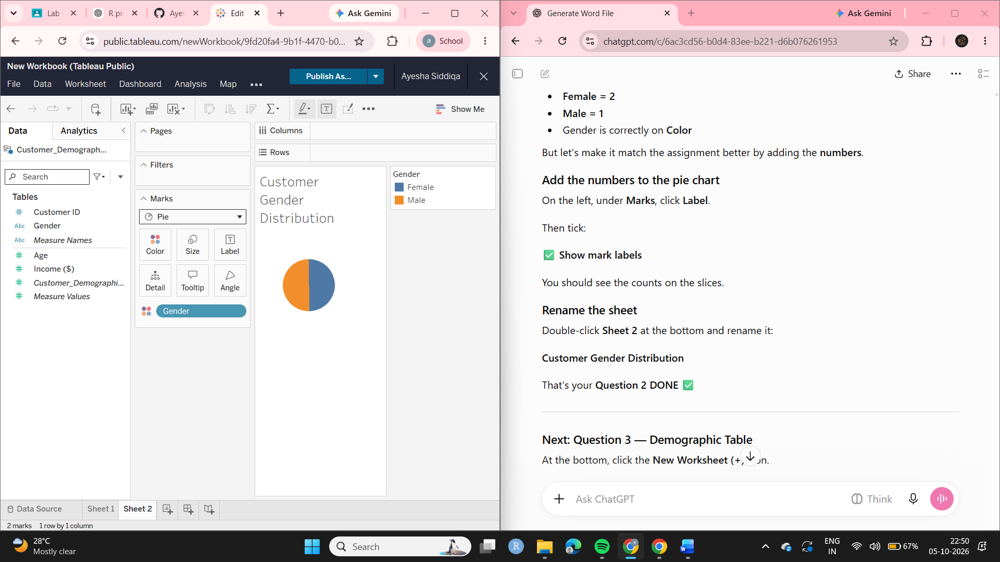 Lab
R pr
Ayes
Edit
Ask Gemini
public.tableau.com/newWorkbook/9fd20fa4-9b1f-4470-b0...
a
School
New Workbook (Tableau Public)
File
Data
Worksheet
Dashboard
Analysis
Map
Publish As...
Ayesha Siddiqa
Show Me
Data
Analytics
Customer_Demograph...
Search
Tables
Customer ID
Abc
Gender
Abc
Measure Names
Age
Income ($)
Customer_Demographi...
Measure Values
Pages
Filters
Marks
Pie
Color
Size
Label
Detail
Tooltip
Angle
Gender
Columns
Rows
Customer
Gender
Distribution
Gender
Female
Male
Data Source
Sheet 1
Sheet 2
2 marks
1 row by 1 column
Generate Word File
Ask Gemini
chatgpt.com/c/6ac3cd56-b0d4-83ee-b221-d6b076261953
Share
• Female = 2
• Male = 1
• Gender is correctly on Color
But let's make it match the assignment better by adding the numbers.
Add the numbers to the pie chart
On the left, under Marks, click Label.
Then tick:
✅ Show mark labels
You should see the counts on the slices.
Rename the sheet
Double-click Sheet 2 at the bottom and rename it:
Customer Gender Distribution
That's your Question 2 DONE ✅
Next: Question 3 — Demographic Table
At the bottom, click the New Worksheet (+)
Ask ChatGPT
Think
28°C
Mostly clear
Search
R
a
W
ENG
IN
67%
22:50
05-10-2026